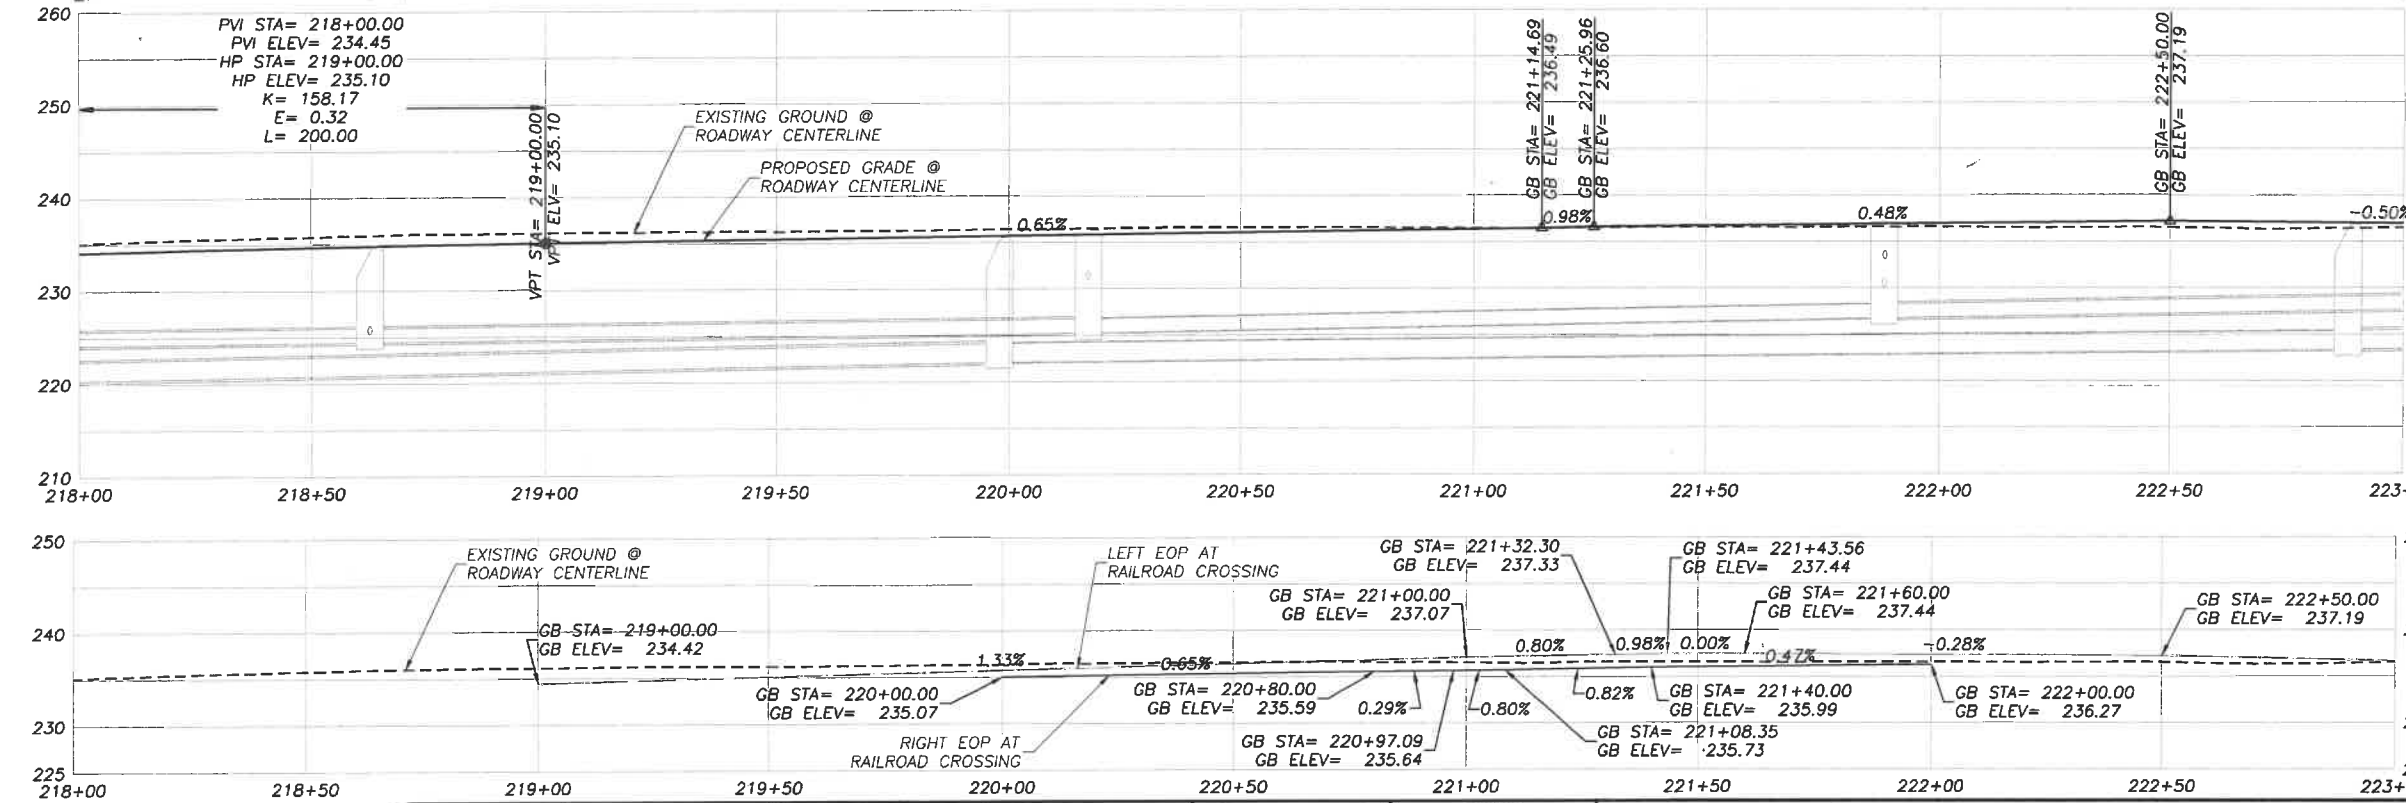 260
250
240
230
220
210
PVI STA= 218+00.00
PVI ELEV= 234.45
HP STA= 219+00.00
HP ELEV= 235.10
K= 158.17
E= 0.32
L= 200.00
VPT STA= 219+00.00
ELV= 235.10
EXISTING GROUND @
ROADWAY CENTERLINE
PROPOSED GRADE @
ROADWAY CENTERLINE
0.65%
GB STA= 221+14.69
GB ELEV= 236.49
GB STA= 221+25.96
GB ELEV= 236.60
0.98%
0.48%
GB STA= 222+50.00
GB ELEV= 237.19
-0.50%
218+00
218+50
219+00
219+50
220+00
220+50
221+00
221+50
222+00
222+50
250
240
230
225
EXISTING GROUND @
ROADWAY CENTERLINE
GB STA= 219+00.00
GB ELEV= 234.42
LEFT EOP AT
RAILROAD CROSSING
GB STA= 221+32.30
GB ELEV= 237.33
GB STA= 221+43.56
GB ELEV= 237.44
GB STA= 221+00.00
GB ELEV= 237.07
GB STA= 221+60.00
GB ELEV= 237.44
GB STA= 222+50.00
GB ELEV= 237.19
1.33%
0.65%
0.80%
0.98%
0.00%
0.47%
-0.28%
GB STA= 220+00.00
GB ELEV= 235.07
GB STA= 220+80.00
GB ELEV= 235.59
0.29%
0.80%
0.82%
GB STA= 221+40.00
GB ELEV= 235.99
GB STA= 222+00.00
GB ELEV= 236.27
RIGHT EOP AT
RAILROAD CROSSING
GB STA= 220+97.09
GB ELEV= 235.64
GB STA= 221+08.35
GB ELEV= 235.73
218+00
218+50
219+00
219+50
220+00
220+50
221+00
221+50
222+00
222+50